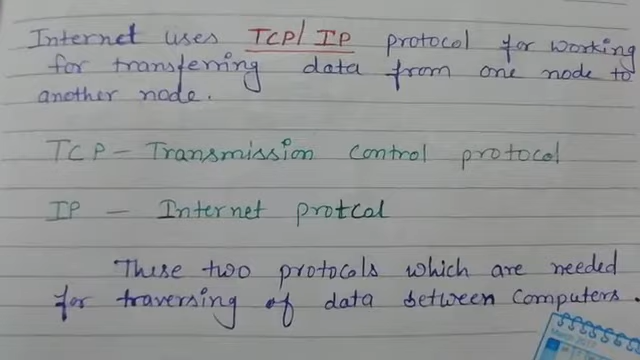 Internet uses TCP/IP protocol for working
for transferring data from one node to
another node.
TCP - Transmission control protocol
IP - Internet protcol
These two protocols which are needed
for traversing of data between computers.